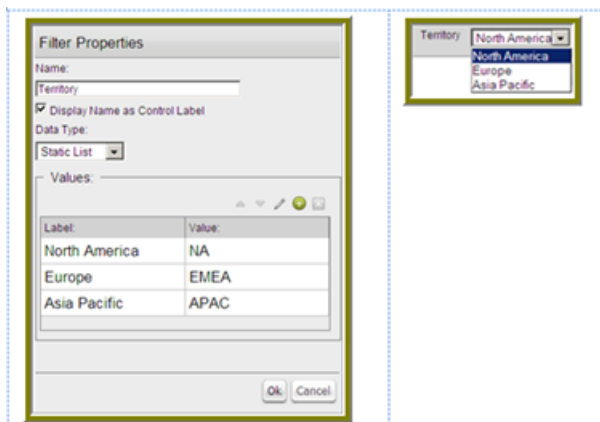 Filter Properties
Name:
Territory
Display Name as Control Label
Data Type:
Static List
Values:
Label: Value:
North America NA
Europe EMEA
Asia Pacific APAC
Ok Cancel
Territory North America
North America
Europe
Asia Pacific